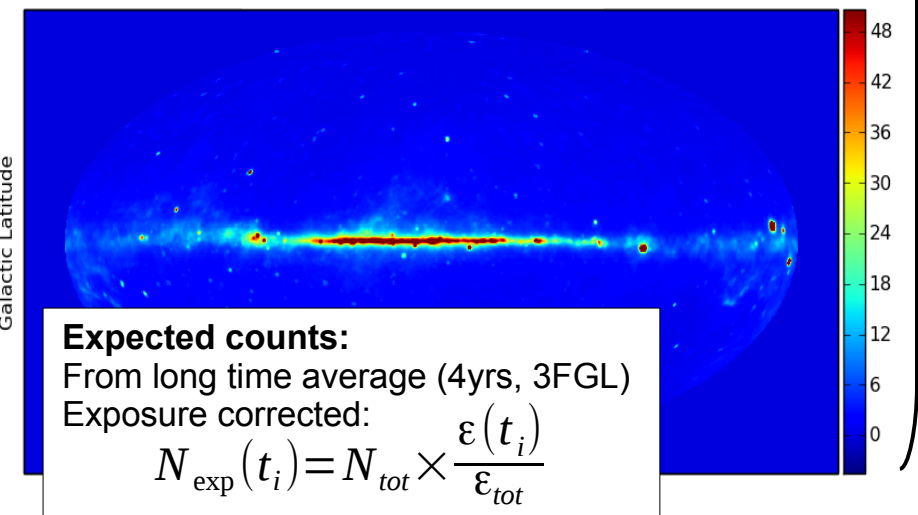 Galactic Latitude
48
42
36
30
24
18
12
6
0
Expected counts:
From long time average (4yrs, 3FGL)
Exposure corrected:
N_exp(t_i)=N_tot×ε(t_i)/ε_tot